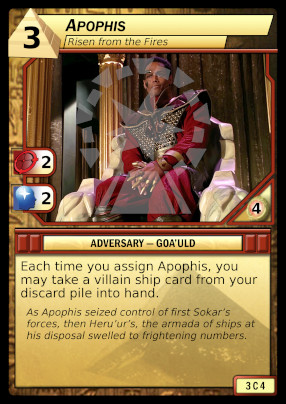 APOPHIS
3
Risen from the Fires
2
2
4
ADVERSARY — GOA'ULD
Each time you assign Apophis, you
may take a villain ship card from your
discard pile into hand.
As Apophis seized control of first Sokar's
forces, then Heru'ur's, the armada of ships at
his disposal swelled to frightening numbers.
3 C 4